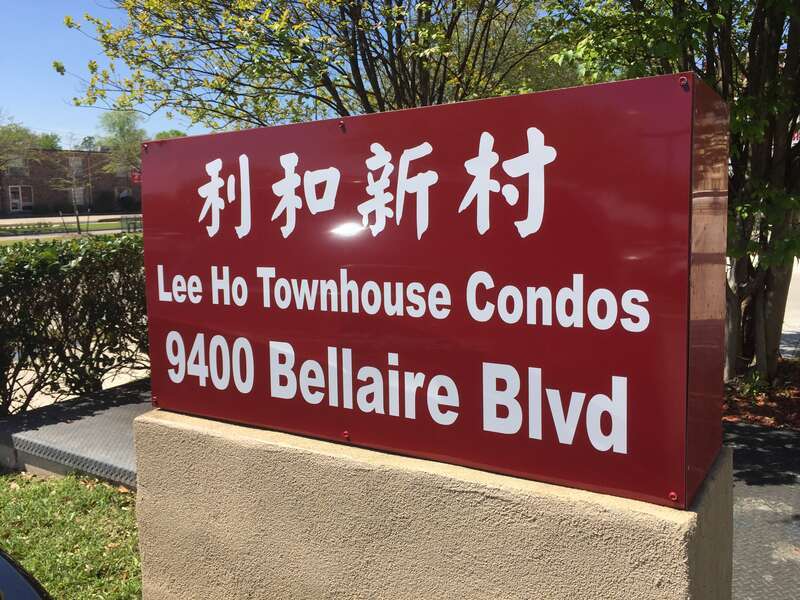 利和新村
Lee Ho Townhouse Condos
9400 Bellaire Blvd